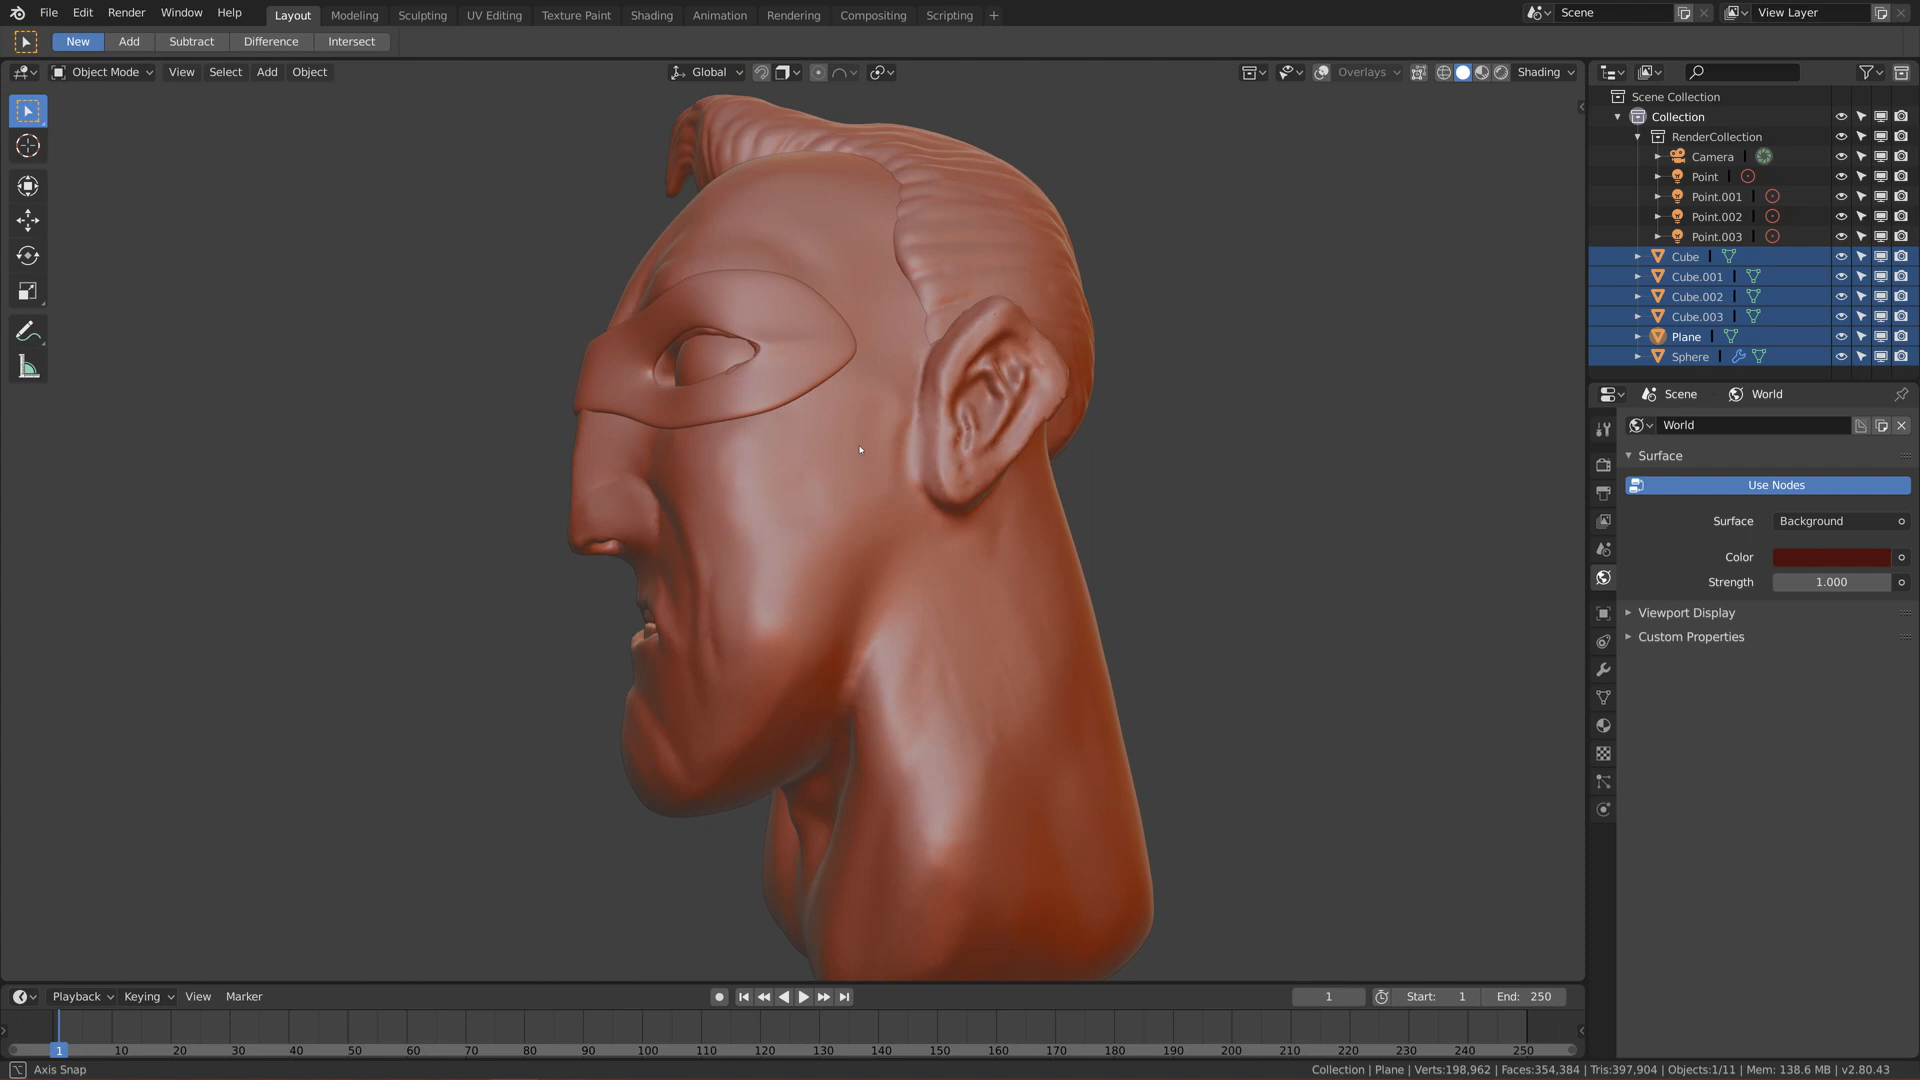 File Edit Render Window Help Layout Modeling Sculpting UV Editing Texture Paint Shading Animation Rendering Compositing Scripting + Scene View Layer
New Add Subtract Difference Intersect
Object Mode View Select Add Object Global Overlays Shading
Scene Collection
Collection
RenderCollection
Camera
Point
Point.001
Point.002
Point.003
Cube
Cube.001
Cube.002
Cube.003
Plane
Sphere
Scene World
World
Surface
Use Nodes
Surface Background
Color
Strength 1.000
Viewport Display
Custom Properties
Playback Keying View Marker 1 Start: 1 End: 250
1 10 20 30 40 50 60 70 80 90 100 110 120 130 140 150 160 170 180 190 200 210 220 230 240 250
Axis Snap Collection | Plane | Verts:198,962 | Faces:354,384 | Tris:397,904 | Objects:1/11 | Mem: 138.6 MB | v2.80.43